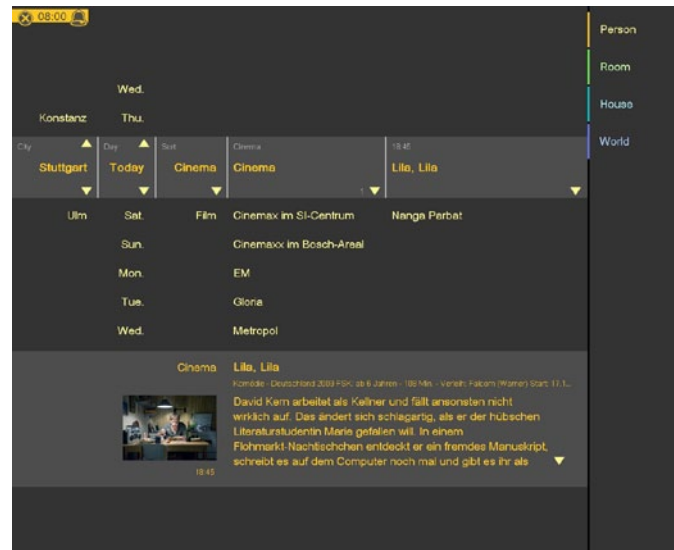 08:00
Person
Room
House
World
Wed.
Konstanz Thu.
City Day Sort Cinema 18:45
Stuttgart Today Cinema Cinema Lila, Lila
1
Ulm Sat. Film Cinemax im SI-Centrum Nanga Parbat
Sun. Cinemaxx im Bosch-Areal
Mon. EM
Tue. Gloria
Wed. Metropol
Cinema Lila, Lila
Komödie - Deutschland 2009 FSK: ab 6 Jahren - 108 Min. - Verleih: Falcom (Warner) Start: 17.1...
David Kern arbeitet als Kellner und fällt ansonsten nicht
wirklich auf. Das ändert sich schlagartig, als er der hübschen
Literaturstudentin Marie gefallen will. In einem
Flohmarkt-Nachtischchen entdeckt er ein fremdes Manuskript,
schreibt es auf dem Computer noch mal und gibt es ihr als
18:45